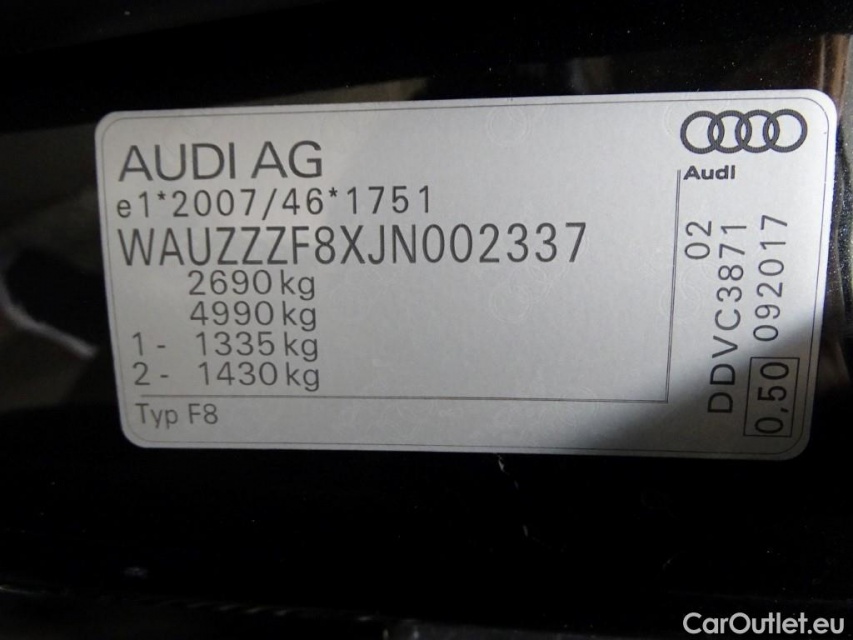 AUDI AG
e1*2007/46*1751
WAUZZZF8XJN002337
2690 kg
4990 kg
1 - 1335 kg
2 - 1430 kg
Typ F8
Audi
02
DDVC3871
0,50 092017
CarOutlet.eu